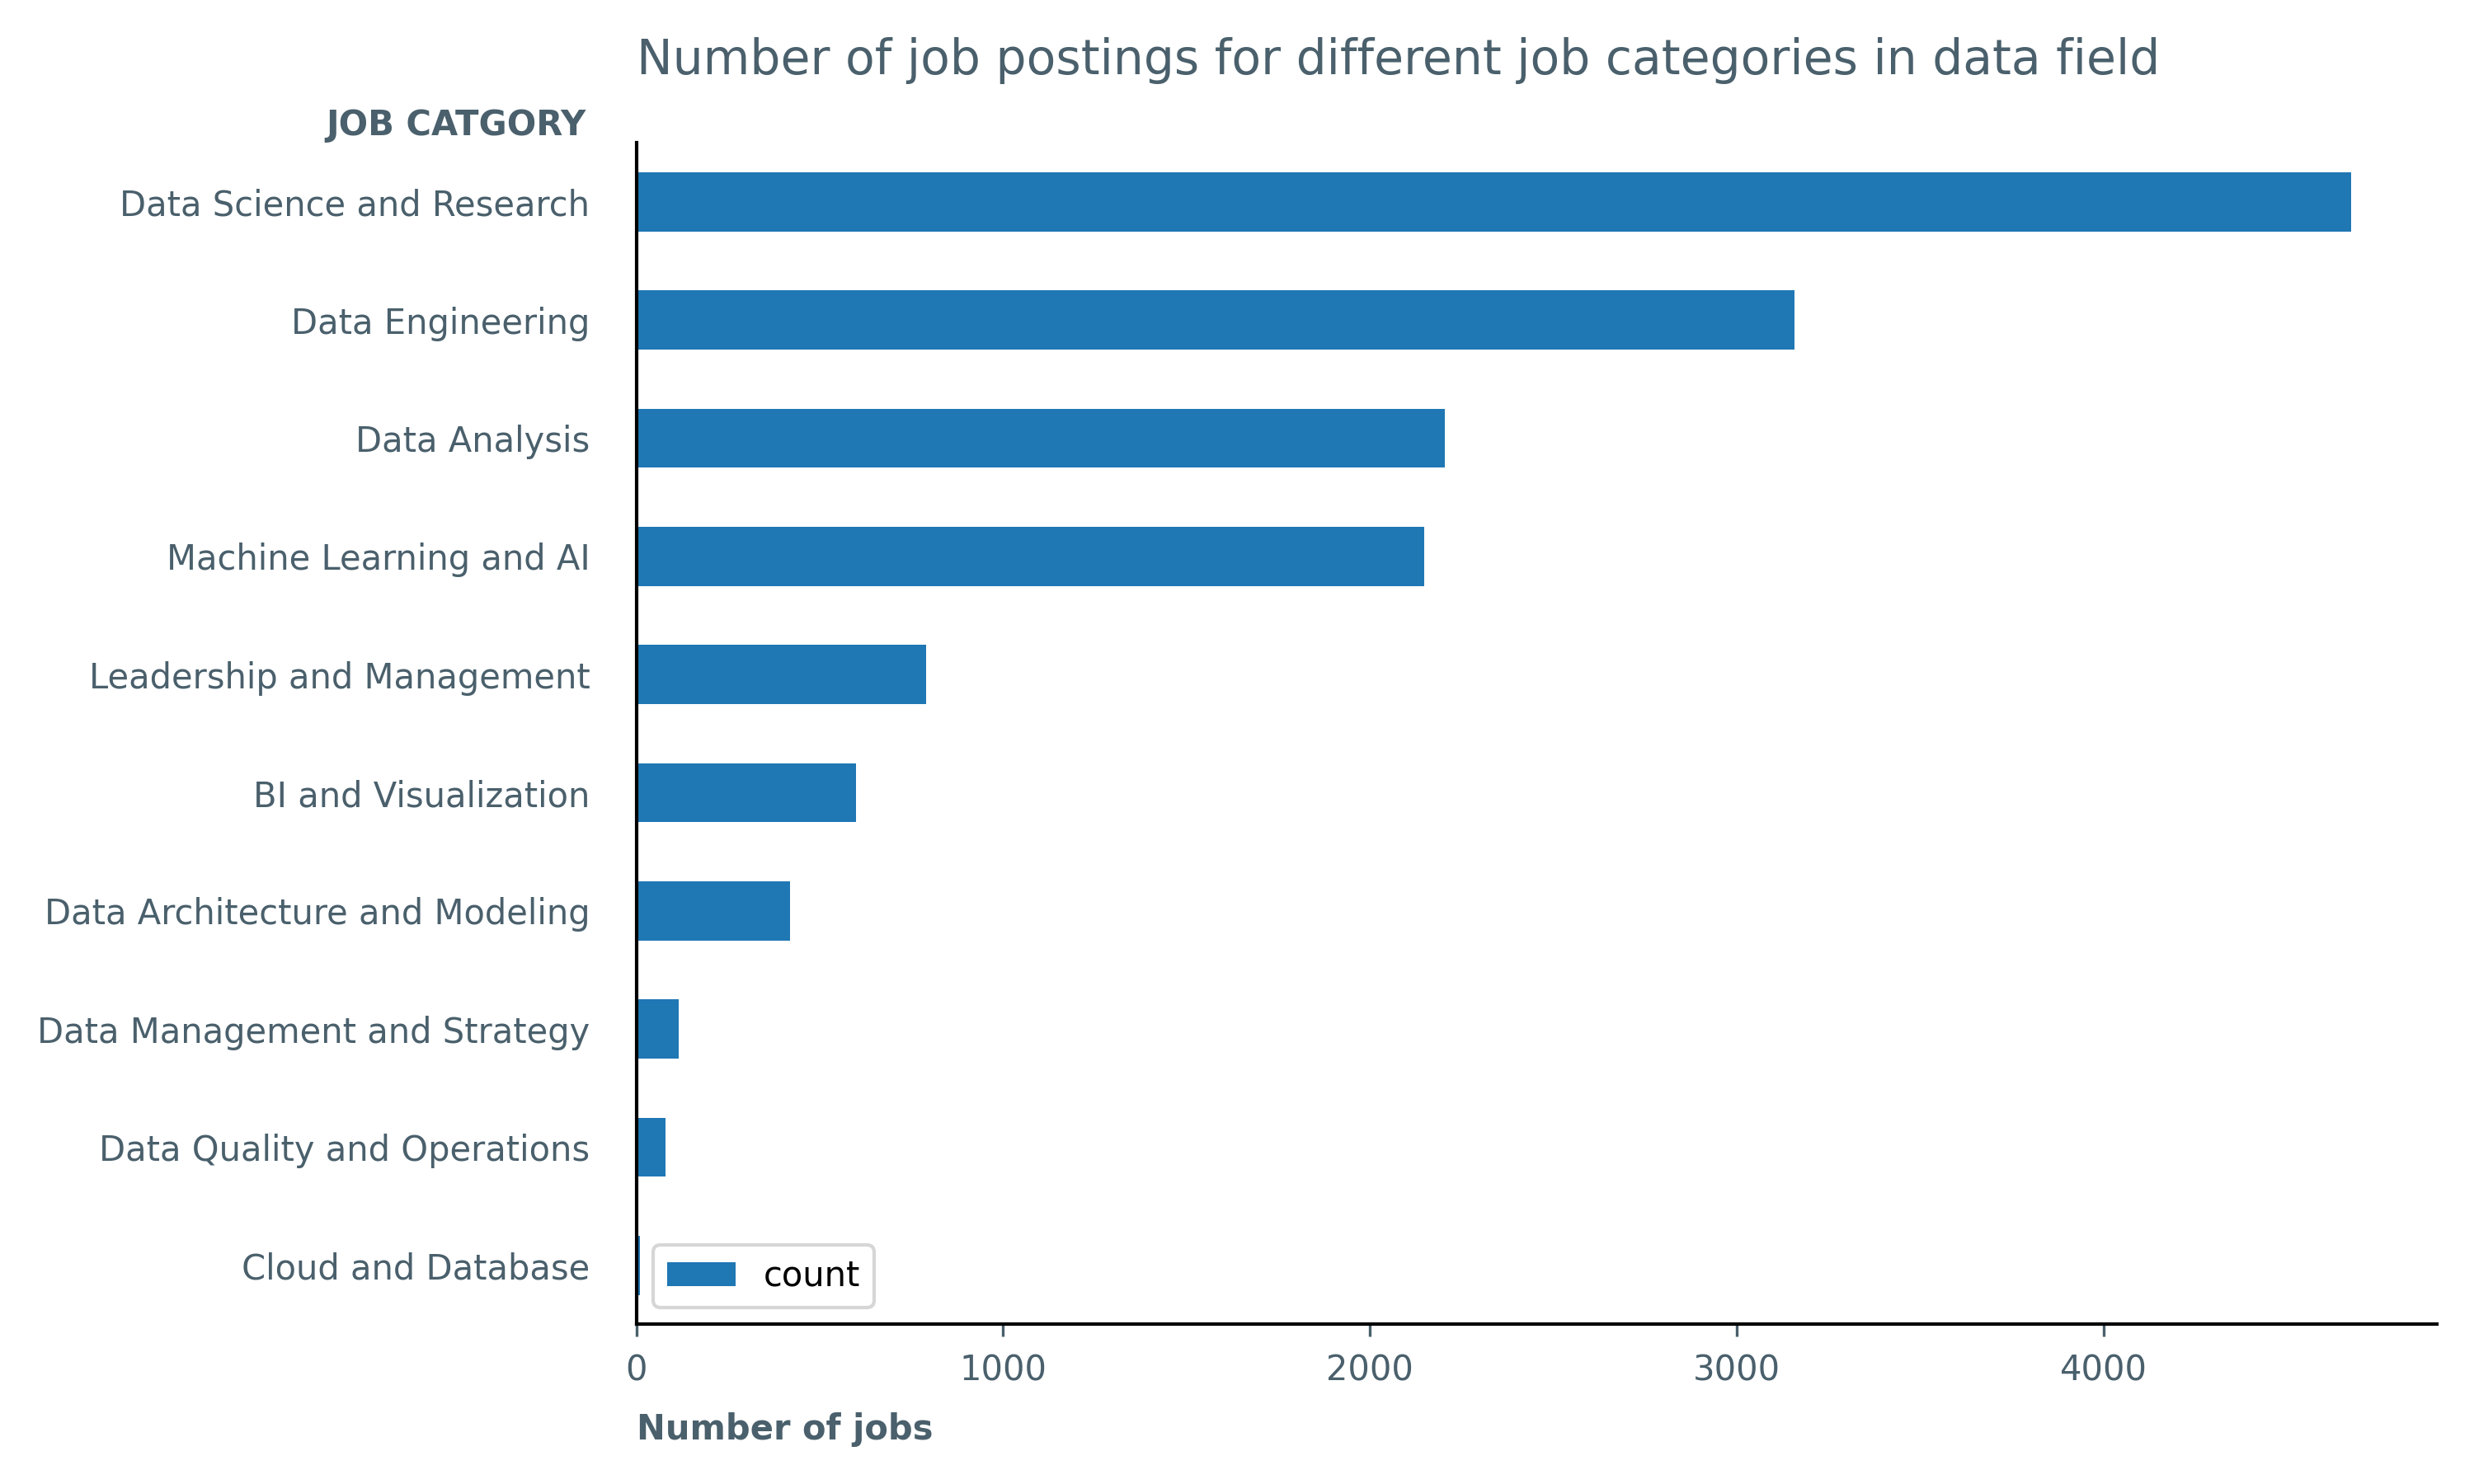 Number of job postings for different job categories in data field
JOB CATGORY
Data Science and Research
Data Engineering
Data Analysis
Machine Learning and AI
Leadership and Management
BI and Visualization
Data Architecture and Modeling
Data Management and Strategy
Data Quality and Operations
Cloud and Database
count
0 1000 2000 3000 4000
Number of jobs